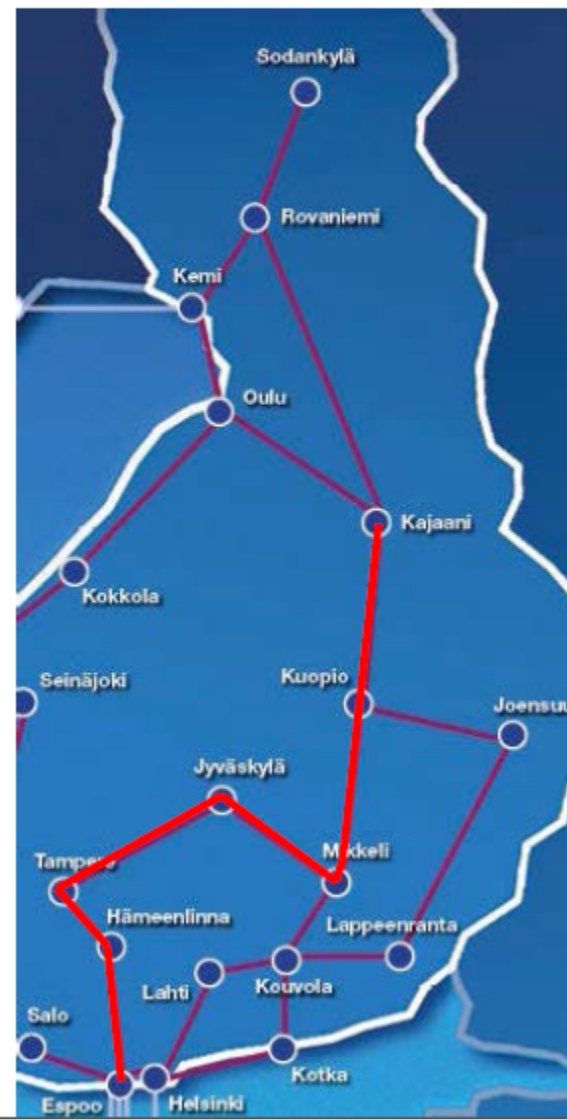 Sodankylä
Rovaniemi
Kemi
Oulu
Kajaani
Kokkola
Seinäjoki
Kuopio
Joensuu
Jyväskylä
Mikkeli
Tampere
Hämeenlinna
Lappeenranta
Lahti
Kouvola
Salo
Kotka
Espoo
Helsinki